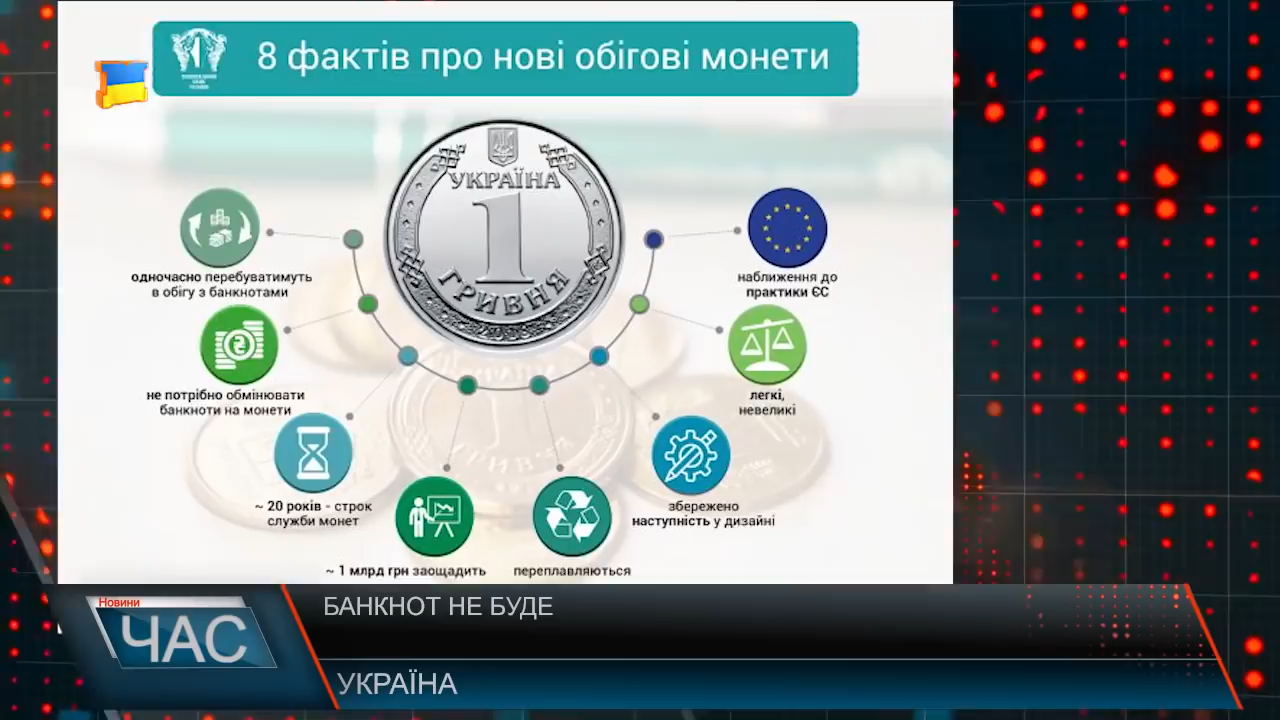 8 фактів про нові обігові монети
УКРАЇНА
1
ГРИВНЯ
одночасно перебуватимуть
в обігу з банкнотами
не потрібно обмінювати
банкноти на монети
~ 20 років - строк
служби монет
~ 1 млрд грн заощадить
переплавляються
збережено
наступність у дизайні
легкі,
невеликі
наближення до
практики ЄС
Новини
ЧАС
БАНКНОТ НЕ БУДЕ
УКРАЇНА